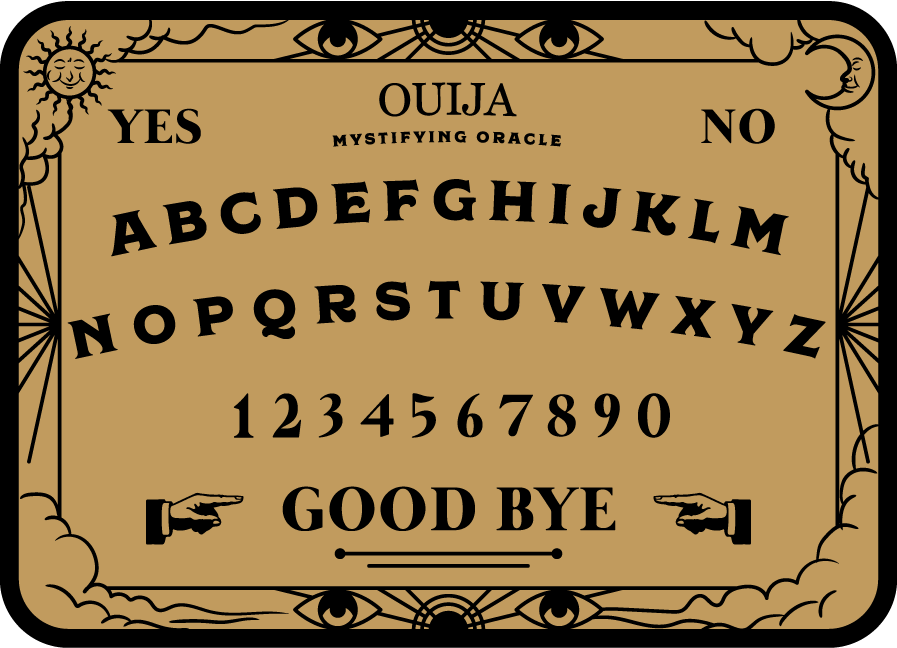 OUIJA
YES NO
MYSTIFYING ORACLE
ABCDEFGHIJKLM
NOPQRSTUVWXYZ
1234567890
GOOD BYE